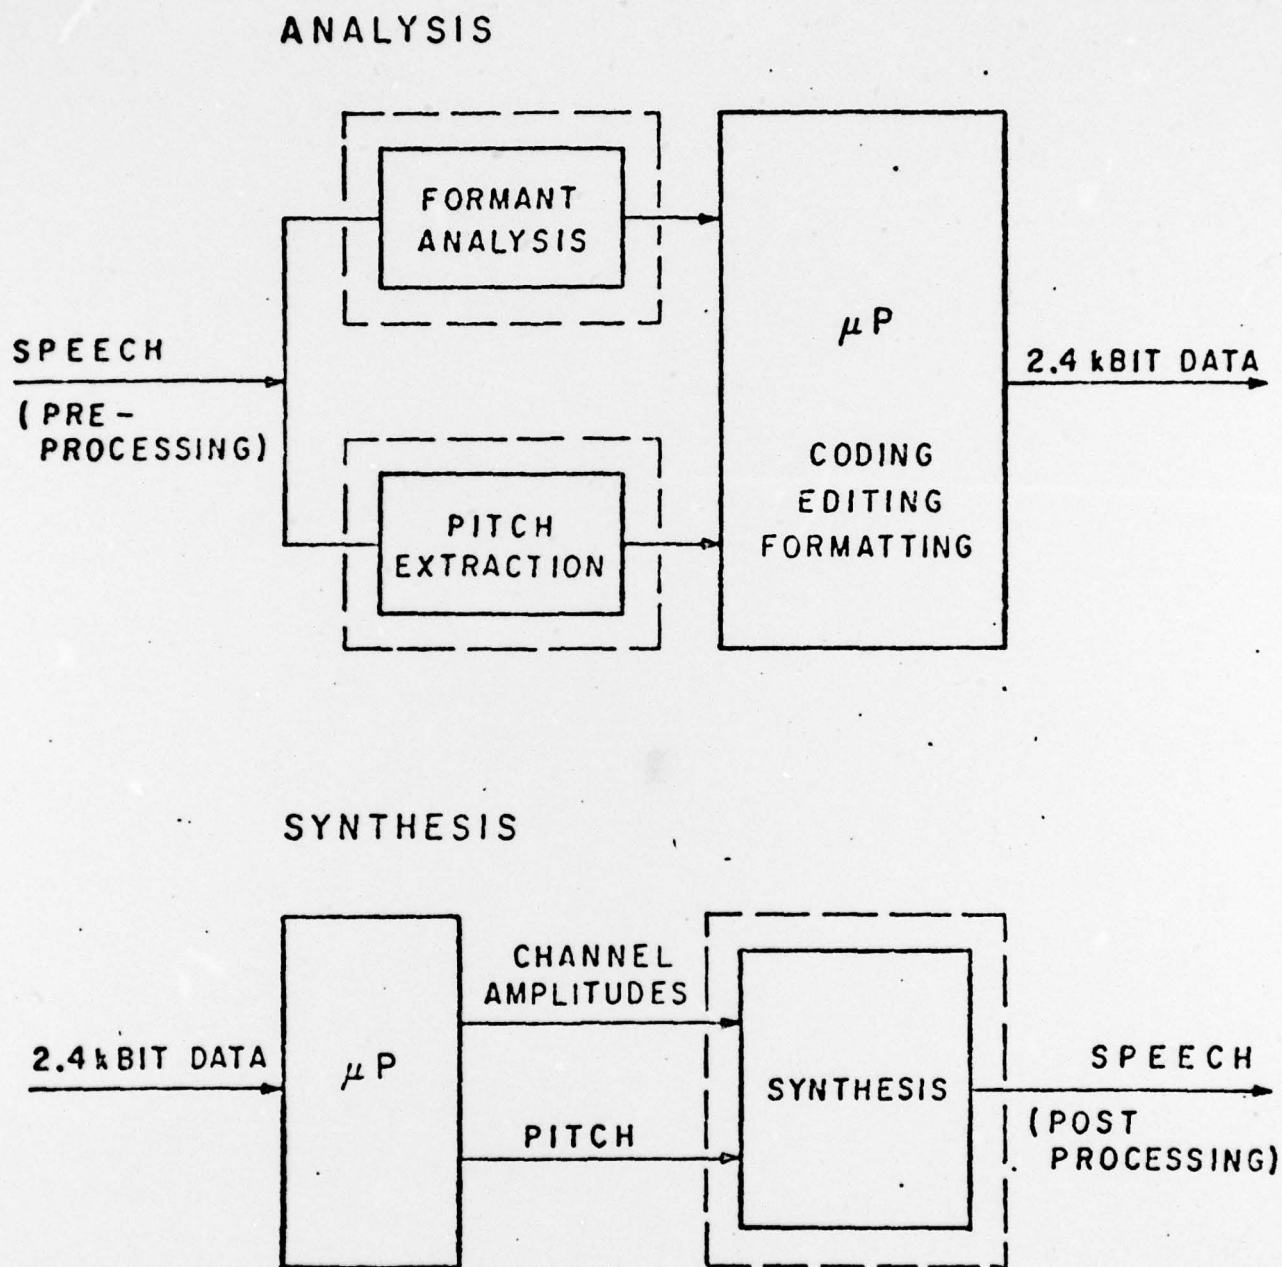 ANALYSIS
FORMANT
ANALYSIS
μP
SPEECH
(PRE-
PROCESSING)
2.4 kBIT DATA
CODING
EDITING
FORMATTING
PITCH
EXTRACTION
SYNTHESIS
CHANNEL
AMPLITUDES
2.4 kBIT DATA
μP
SYNTHESIS
SPEECH
PITCH
(POST
PROCESSING)